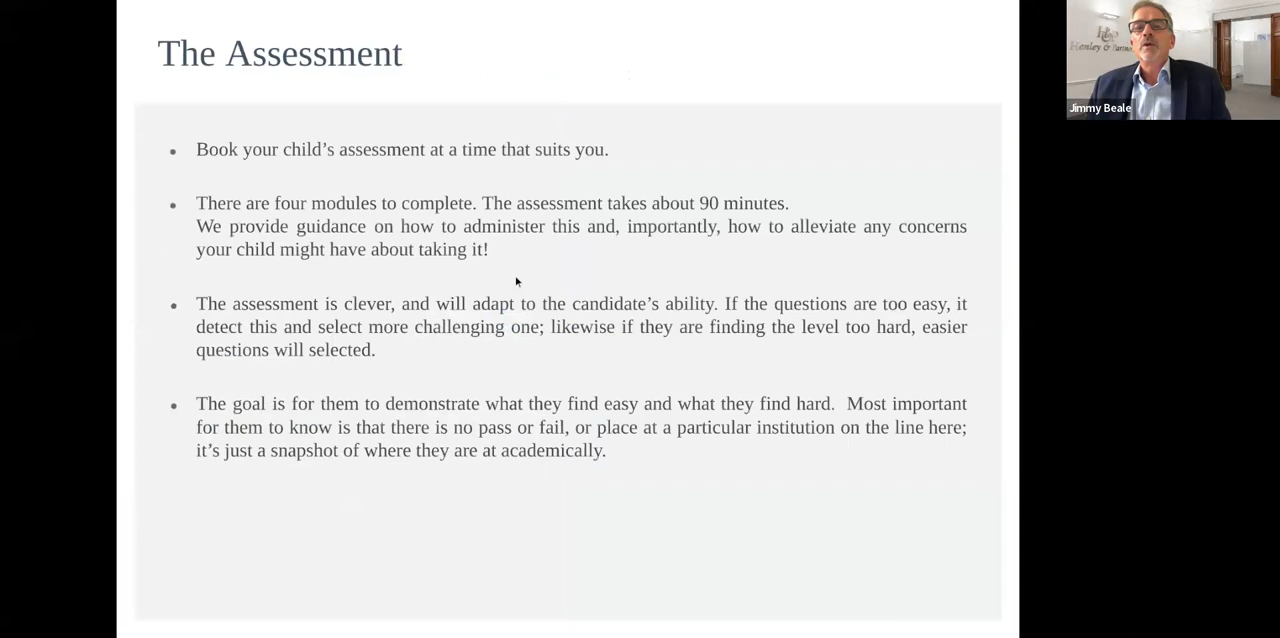 The Assessment
Book your child’s assessment at a time that suits you.
There are four modules to complete. The assessment takes about 90 minutes.
We provide guidance on how to administer this and, importantly, how to alleviate any concerns
your child might have about taking it!
The assessment is clever, and will adapt to the candidate’s ability. If the questions are too easy, it
detect this and select more challenging one; likewise if they are finding the level too hard, easier
questions will selected.
The goal is for them to demonstrate what they find easy and what they find hard.  Most important
for them to know is that there is no pass or fail, or place at a particular institution on the line here;
it’s just a snapshot of where they are at academically.
Henley &
Jimmy Beale